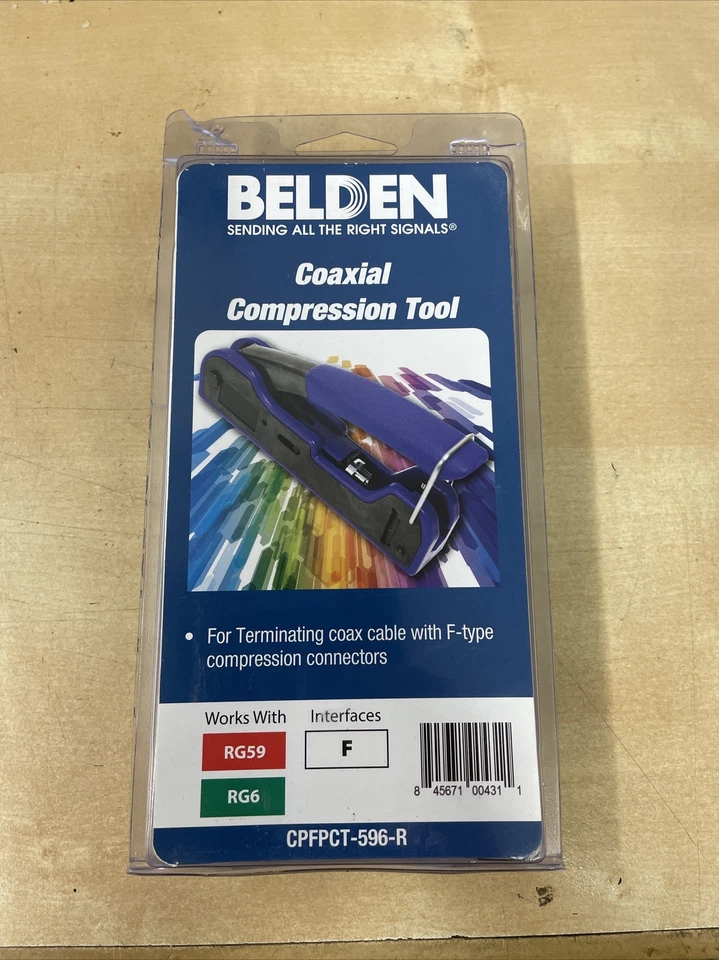 BELDEN
SENDING ALL THE RIGHT SIGNALS®
Coaxial
Compression Tool
• For Terminating coax cable with F-type
compression connectors
Works With
Interfaces
RG59
F
RG6
8 45671 00431 1
CPFPCT-596-R